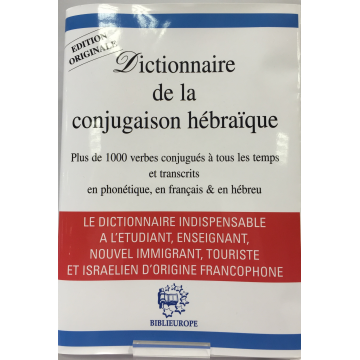 EDITION
ORIGINALE
Dictionnaire
de la
conjugaison hébraïque
Plus de 1000 verbes conjugués à tous les temps
et transcrits
en phonétique, en français & en hébreu
LE DICTIONNAIRE INDISPENSABLE
A L'ETUDIANT, ENSEIGNANT,
NOUVEL IMMIGRANT, TOURISTE
ET ISRAELIEN D'ORIGINE FRANCOPHONE
BIBLIEUROPE